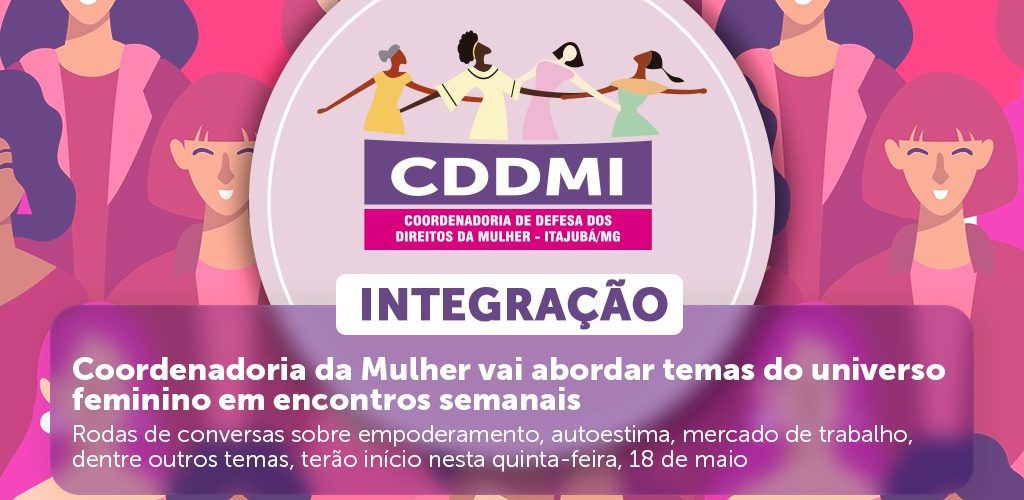 CDDMI
COORDENADORIA DE DEFESA DOS
DIREITOS DA MULHER - ITAJUBÁ/MG
INTEGRAÇÃO
Coordenadoria da Mulher vai abordar temas do universo
feminino em encontros semanais
Rodas de conversas sobre empoderamento, autoestima, mercado de trabalho,
dentre outros temas, terão início nesta quinta-feira, 18 de maio